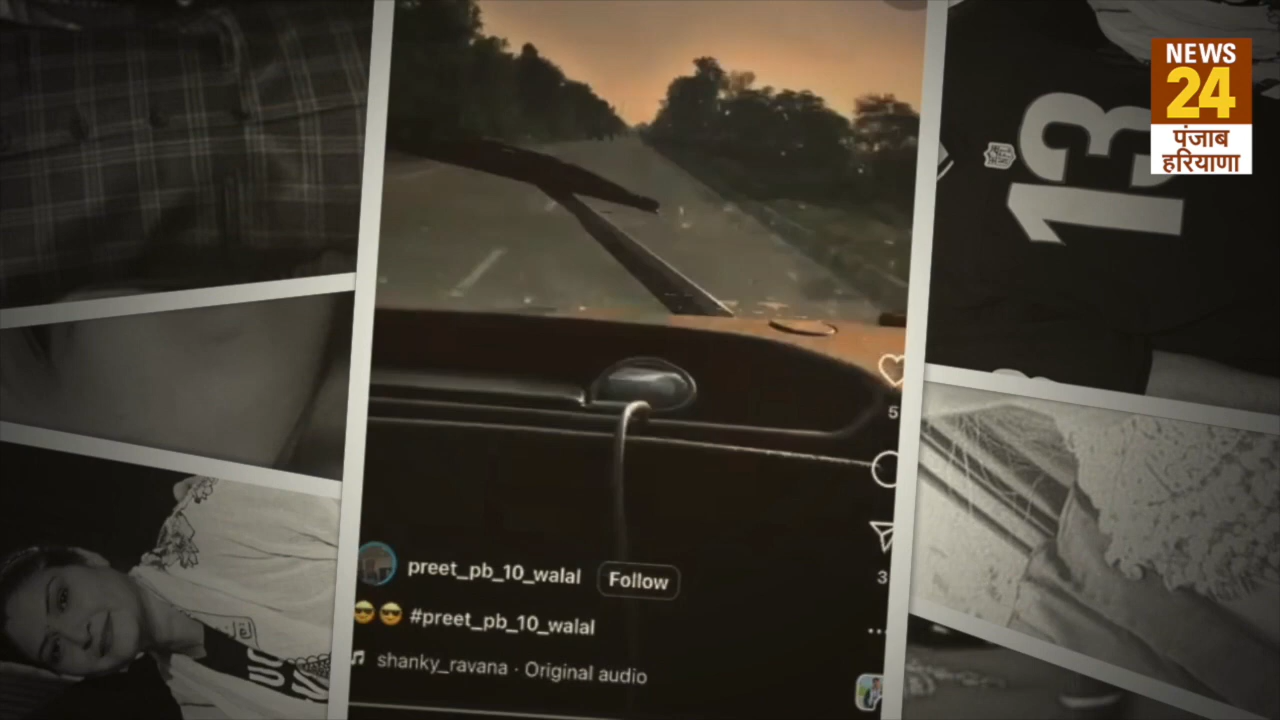 NEWS
24
पंजाब
हरियाणा
13
5
3
preet_pb_10_walal
Follow
😎😎 #preet_pb_10_walal
shanky_ravana · Original audio